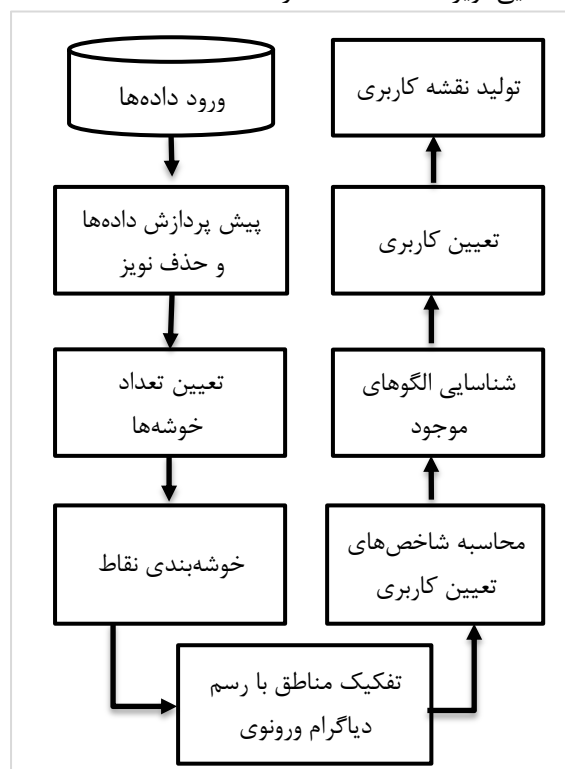 ورود داده‌ها
پیش پردازش داده‌ها
و حذف نویز
تعیین تعداد
خوشه‌ها
خوشه‌بندی نقاط
تفکیک مناطق با رسم
دیاگرام ورونوی
محاسبه شاخص‌های
تعیین کاربری
شناسایی الگوهای
موجود
تعیین کاربری
تولید نقشه کاربری